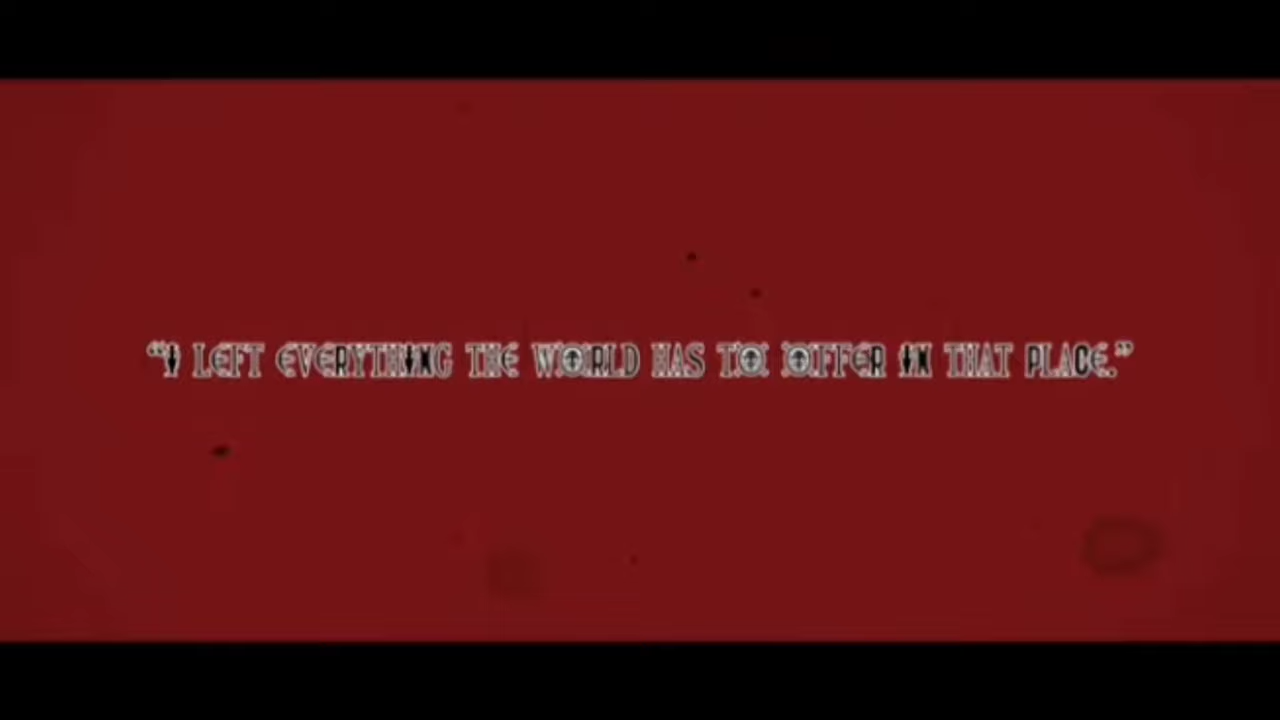 “I LEFT EVERYTHING THE WORLD HAS TO OFFER IN THAT PLACE.”